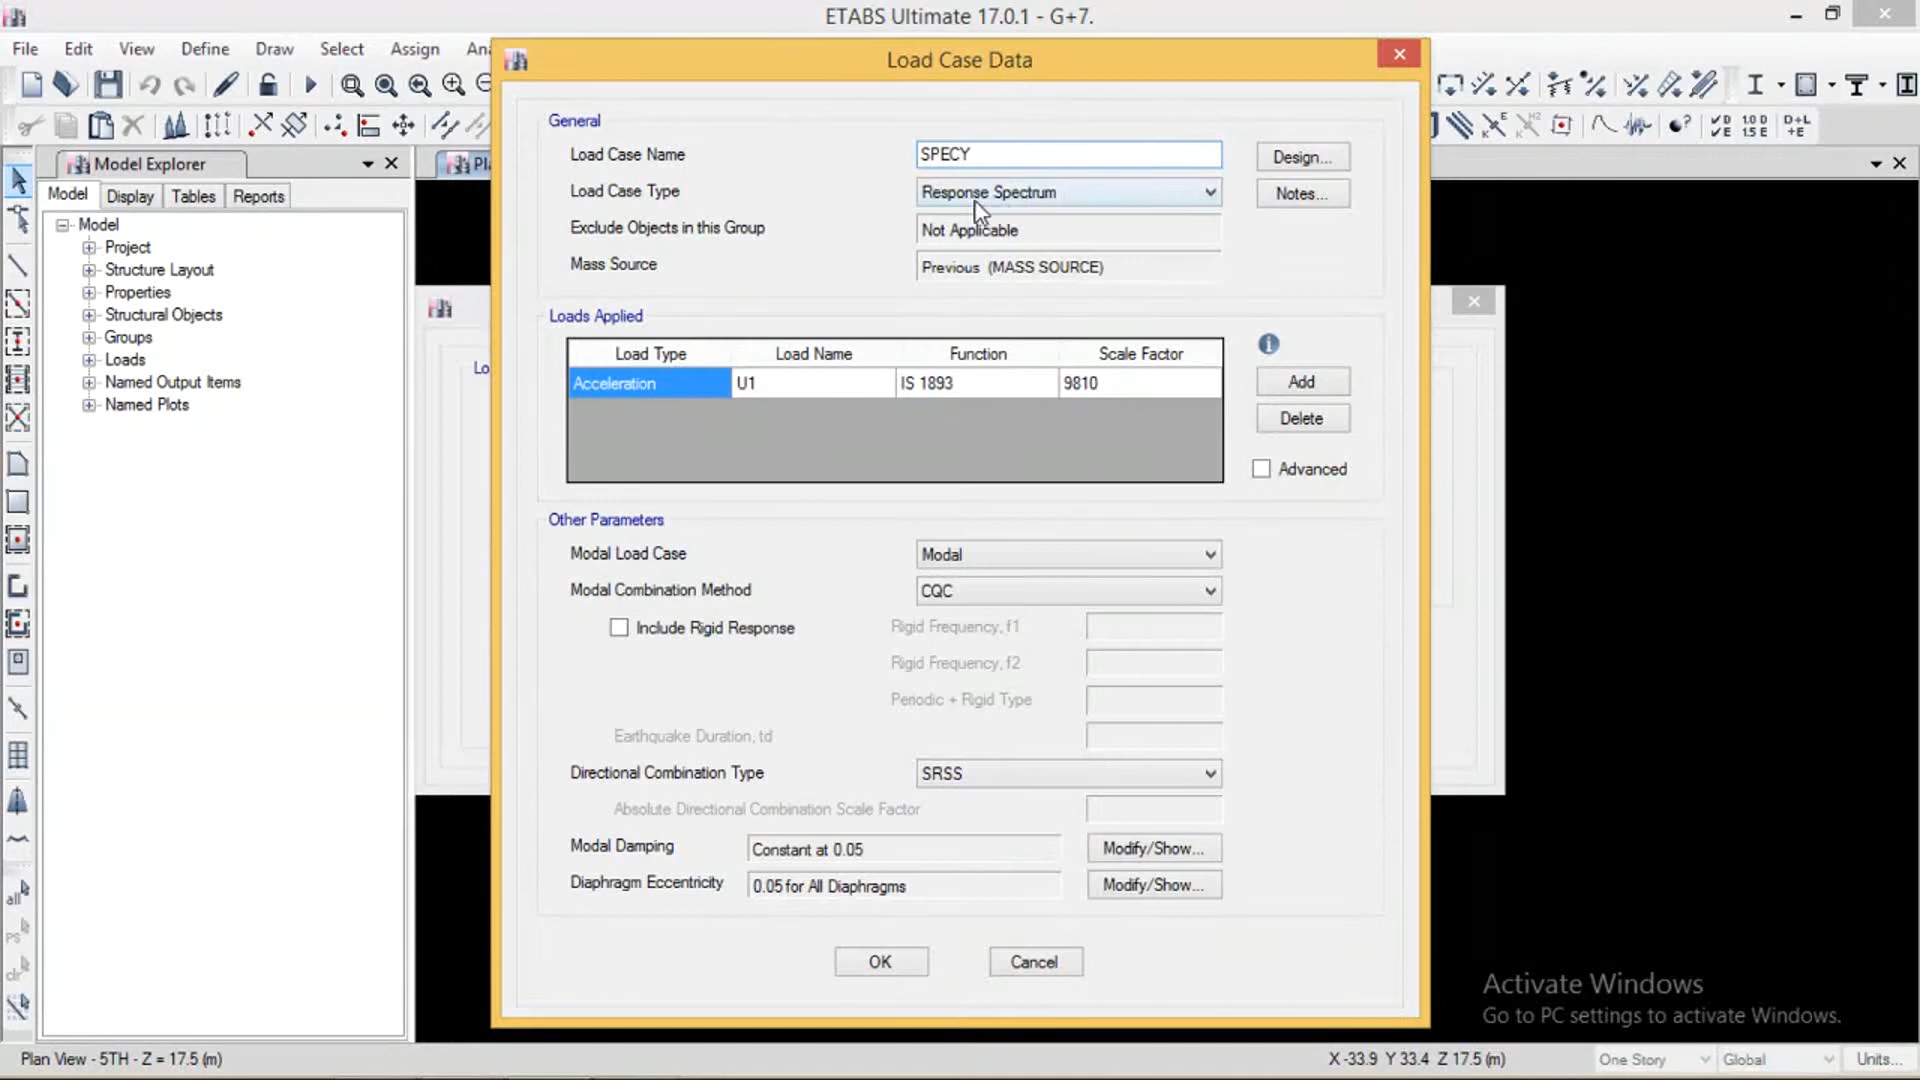 ETABS Ultimate 17.0.1 - G+7.
File Edit View Define Draw Select Assign Ana
Load Case Data
Model Explorer
Pla
Model Display Tables Reports
Model
Project
Structure Layout
Properties
Structural Objects
Groups
Loads
Named Output Items
Named Plots
General
Load Case Name SPECY Design...
Load Case Type Response Spectrum Notes...
Exclude Objects in this Group Not Applicable
Mass Source Previous (MASS SOURCE)
Loads Applied
Lo
Load Type Load Name Function Scale Factor
Acceleration U1 IS 1893 9810
Add
Delete
Advanced
Other Parameters
Modal Load Case Modal
Modal Combination Method CQC
Include Rigid Response Rigid Frequency, f1
Rigid Frequency, f2
Periodic + Rigid Type
Earthquake Duration, td
Directional Combination Type SRSS
Absolute Directional Combination Scale Factor
Modal Damping Constant at 0.05 Modify/Show...
Diaphragm Eccentricity 0.05 for All Diaphragms Modify/Show...
OK Cancel
all
PS
clr
Activate Windows
Go to PC settings to activate Windows.
Plan View - 5TH - Z = 17.5 (m) X -33.9 Y 33.4 Z 17.5 (m) One Story Global Units...